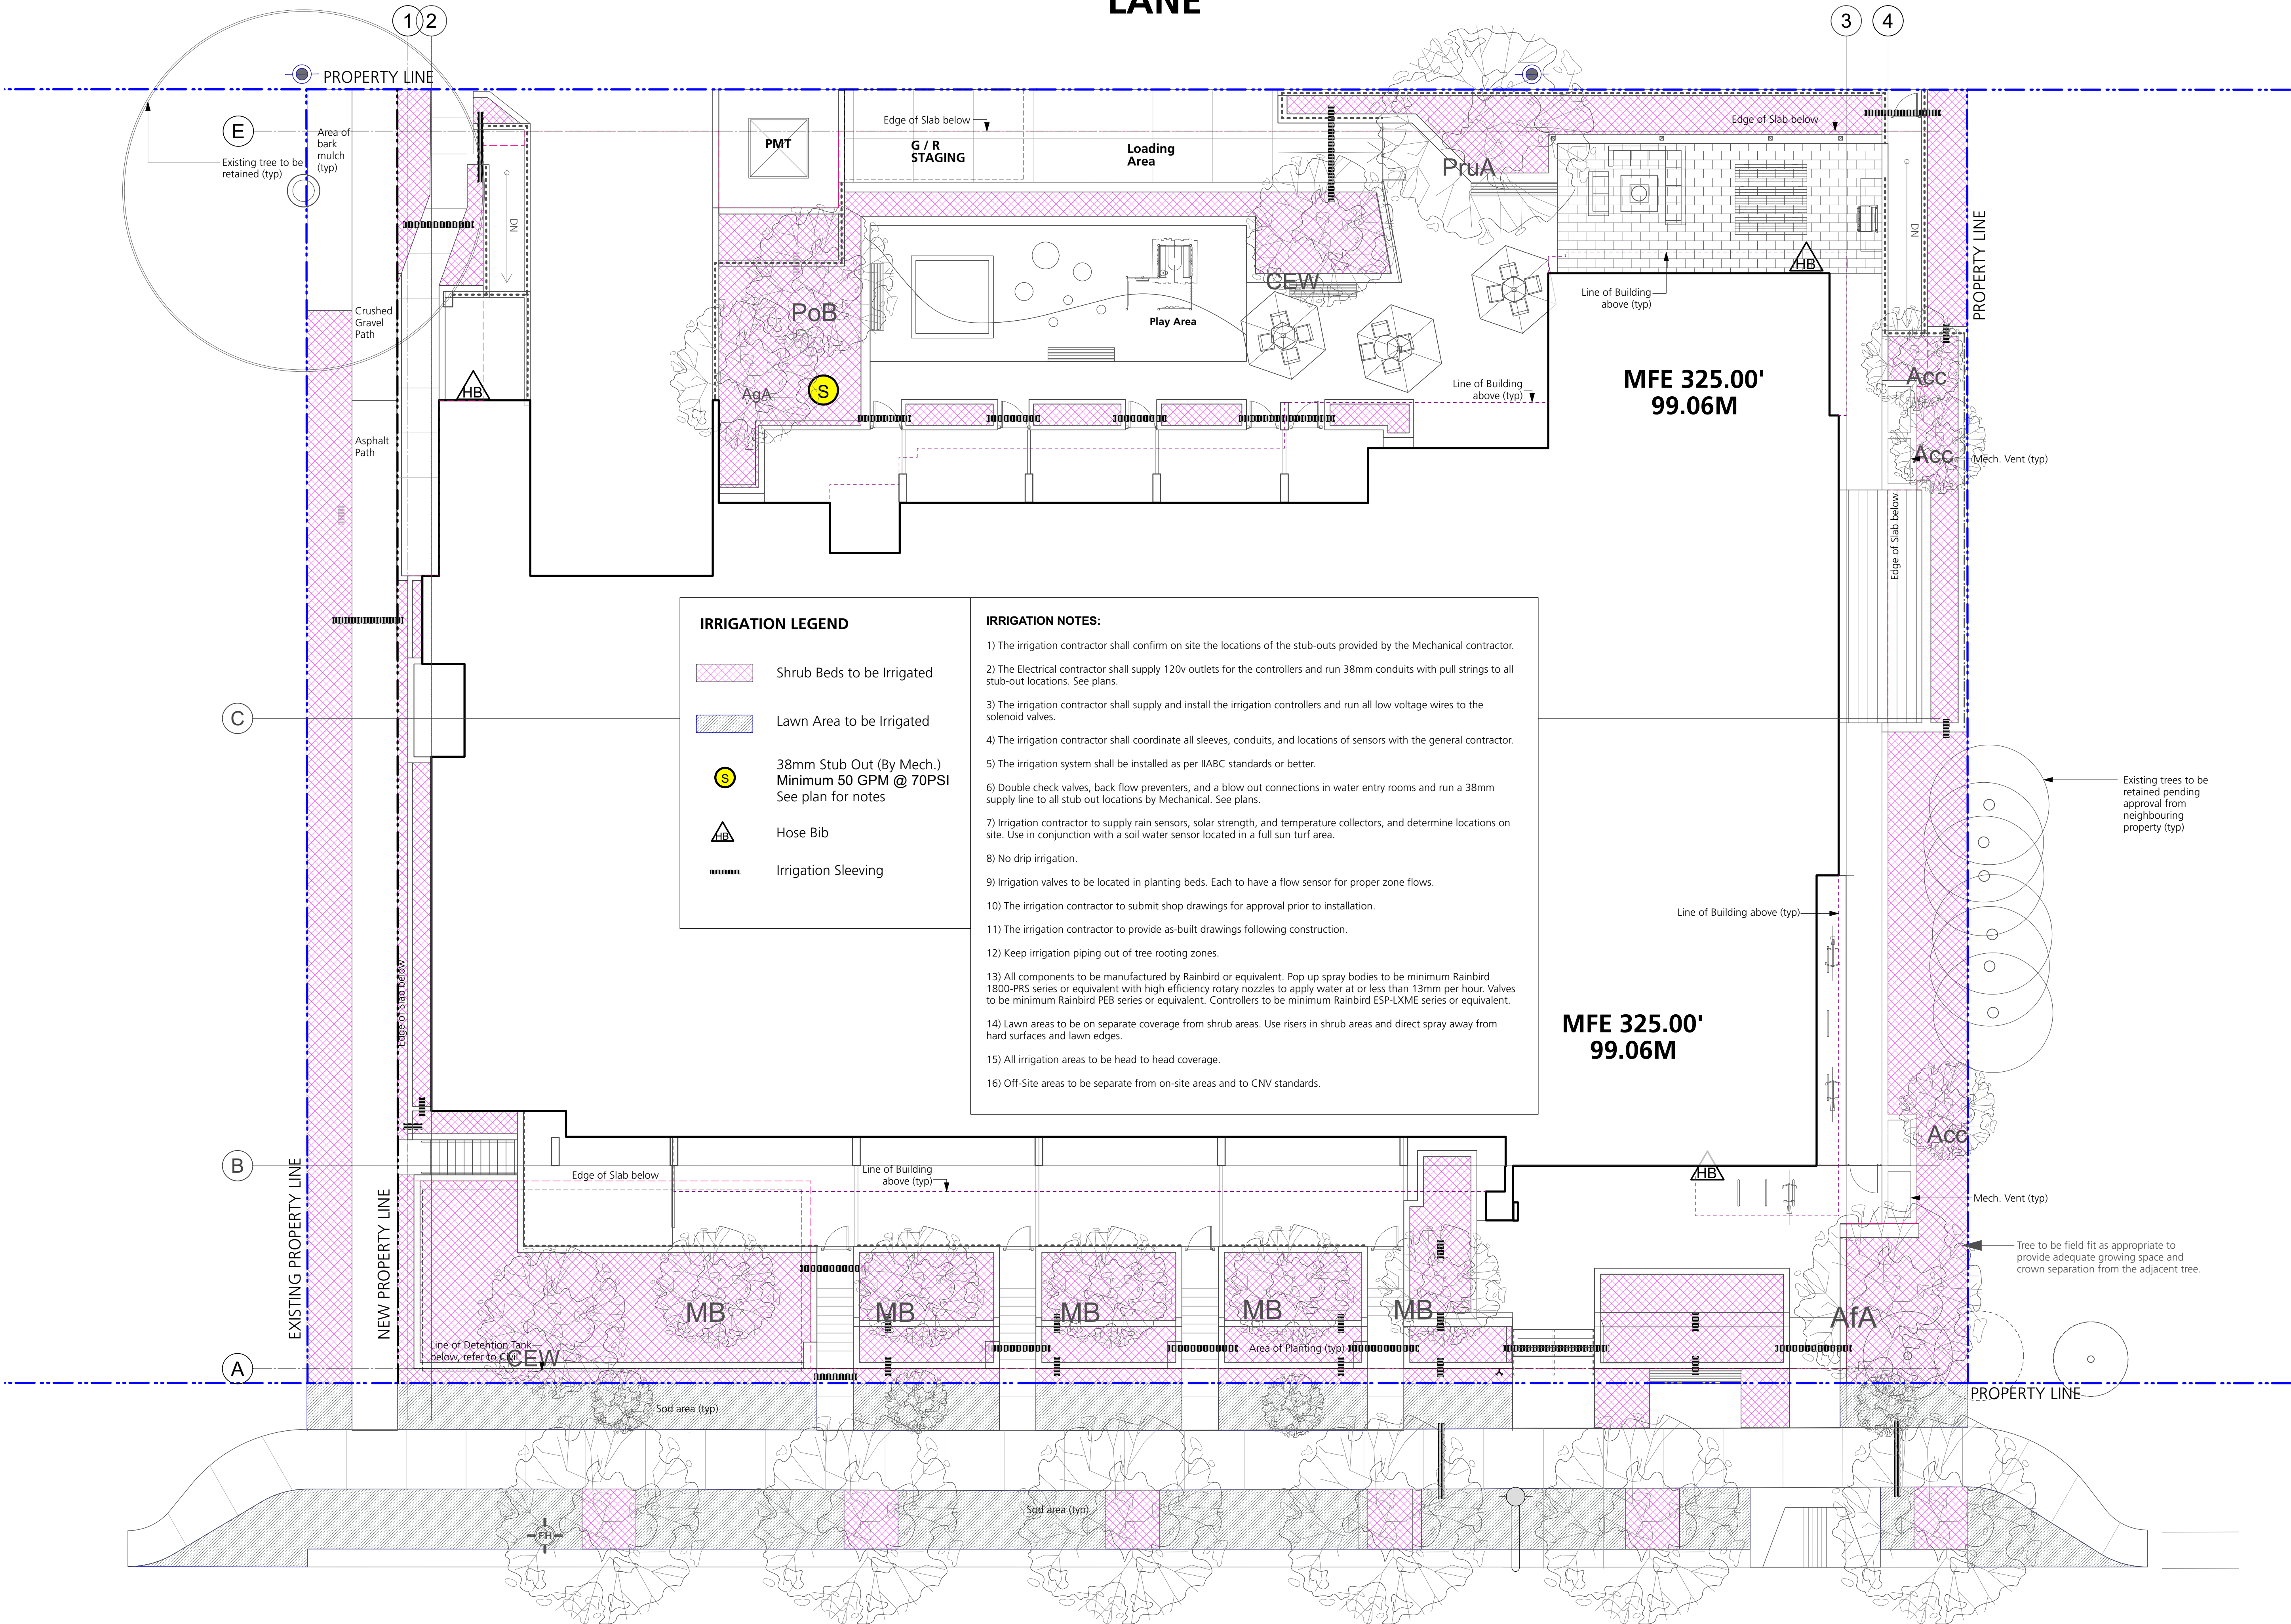 LANE
1
2
3
4
PROPERTY LINE
E
Area of
bark
mulch
(typ)
Existing tree to be
retained (typ)
DN
PMT
Edge of Slab below
G / R
STAGING
Loading
Area
PruA
Edge of Slab below
DN
PROPERTY LINE
HB
Line of Building
above (typ)
Crushed
Gravel
Path
PoB
CEW
Play Area
AgA
S
HB
Line of Building
above (typ)
MFE 325.00'
99.06M
Acc
Acc
Mech. Vent (typ)
Asphalt
Path
Edge of Slab below
IRRIGATION LEGEND
Shrub Beds to be Irrigated
Lawn Area to be Irrigated
S
38mm Stub Out (By Mech.)
Minimum 50 GPM @ 70PSI
See plan for notes
HB
Hose Bib
Irrigation Sleeving
IRRIGATION NOTES:
1) The irrigation contractor shall confirm on site the locations of the stub-outs provided by the Mechanical contractor.
2) The Electrical contractor shall supply 120v outlets for the controllers and run 38mm conduits with pull strings to all
stub-out locations. See plans.
3) The irrigation contractor shall supply and install the irrigation controllers and run all low voltage wires to the
solenoid valves.
4) The irrigation contractor shall coordinate all sleeves, conduits, and locations of sensors with the general contractor.
5) The irrigation system shall be installed as per IIABC standards or better.
6) Double check valves, back flow preventers, and a blow out connections in water entry rooms and run a 38mm
supply line to all stub out locations by Mechanical. See plans.
7) Irrigation contractor to supply rain sensors, solar strength, and temperature collectors, and determine locations on
site. Use in conjunction with a soil water sensor located in a full sun turf area.
8) No drip irrigation.
9) Irrigation valves to be located in planting beds. Each to have a flow sensor for proper zone flows.
10) The irrigation contractor to submit shop drawings for approval prior to installation.
11) The irrigation contractor to provide as-built drawings following construction.
12) Keep irrigation piping out of tree rooting zones.
13) All components to be manufactured by Rainbird or equivalent. Pop up spray bodies to be minimum Rainbird
1800-PRS series or equivalent with high efficiency rotary nozzles to apply water at or less than 13mm per hour. Valves
to be minimum Rainbird PEB series or equivalent. Controllers to be minimum Rainbird ESP-LXME series or equivalent.
14) Lawn areas to be on separate coverage from shrub areas. Use risers in shrub areas and direct spray away from
hard surfaces and lawn edges.
15) All irrigation areas to be head to head coverage.
16) Off-Site areas to be separate from on-site areas and to CNV standards.
C
Existing trees to be
retained pending
approval from
neighbouring
property (typ)
Line of Building above (typ)
Edge of Slab below
MFE 325.00'
99.06M
Acc
B
Edge of Slab below
Line of Building
above (typ)
HB
Mech. Vent (typ)
EXISTING PROPERTY LINE
NEW PROPERTY LINE
Tree to be field fit as appropriate to
provide adequate growing space and
crown separation from the adjacent tree.
MB
MB
MB
MB
MB
AfA
Line of Detention Tank
below, refer to Civil
CEW
Area of Planting (typ)
A
PROPERTY LINE
Sod area (typ)
Sod area (typ)
FH